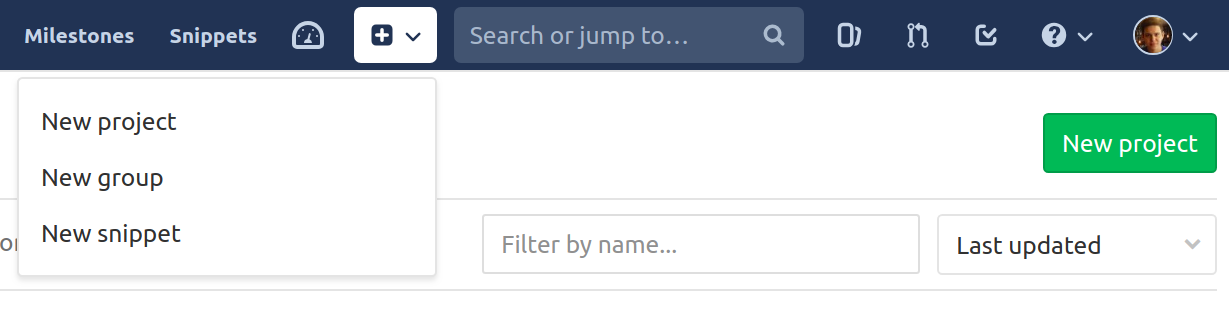 Milestones Snippets Search or jump to...
New project
New project
New group
New snippet
Filter by name... Last updated